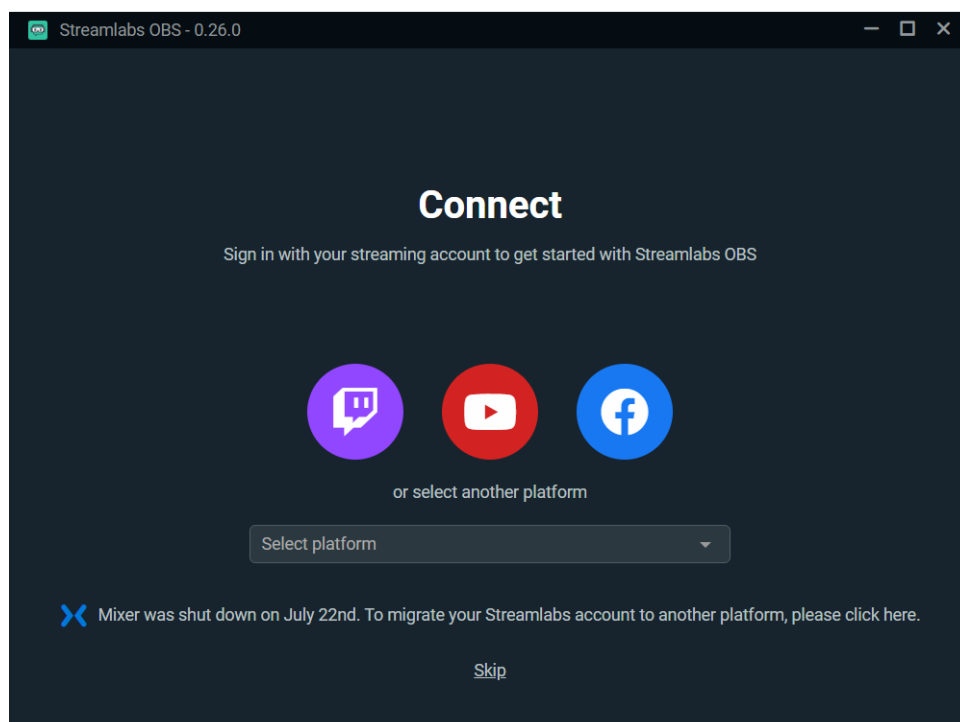 Streamlabs OBS - 0.26.0
Connect
Sign in with your streaming account to get started with Streamlabs OBS
or select another platform
Select platform
Mixer was shut down on July 22nd. To migrate your Streamlabs account to another platform, please click here.
Skip